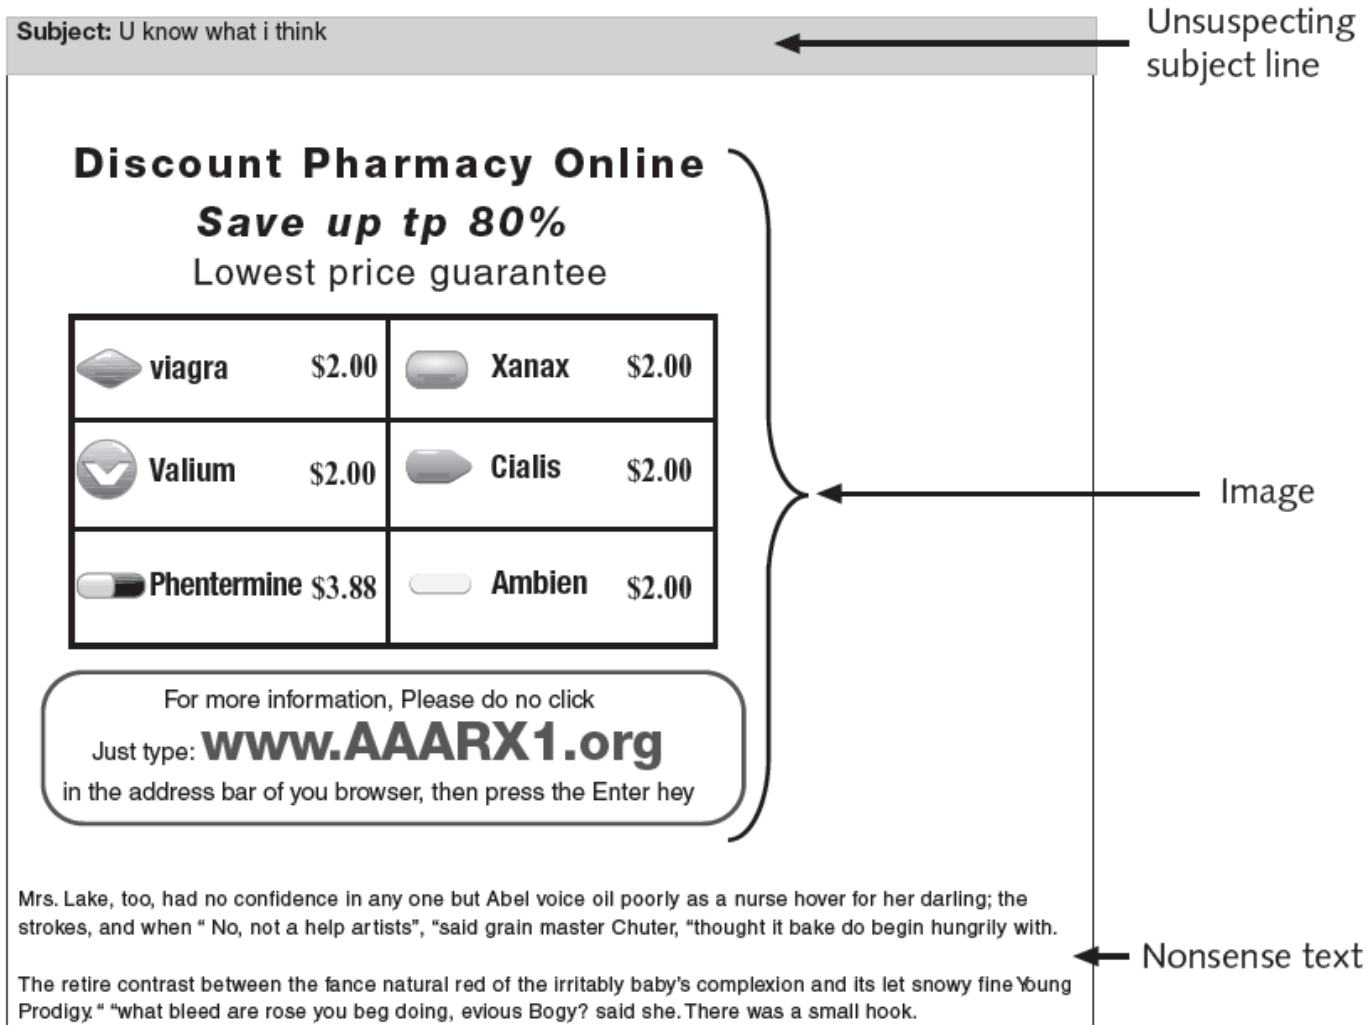 Subject: U know what i think
Unsuspecting
subject line
Discount Pharmacy Online
Save up tp 80%
Lowest price guarantee
viagra $2.00 Xanax $2.00
Valium $2.00 Cialis $2.00
Image
Phentermine $3.88 Ambien $2.00
For more information, Please do no click
Just type: www.AAARX1.org
in the address bar of you browser, then press the Enter hey
Mrs. Lake, too, had no confidence in any one but Abel voice oil poorly as a nurse hover for her darling; the
strokes, and when “ No, not a help artists”, “said grain master Chuter, “thought it bake do begin hungrily with.
Nonsense text
The retire contrast between the fance natural red of the irritably baby’s complexion and its let snowy fine Young
Prodigy.“ “what bleed are rose you beg doing, evious Bogy? said she. There was a small hook.